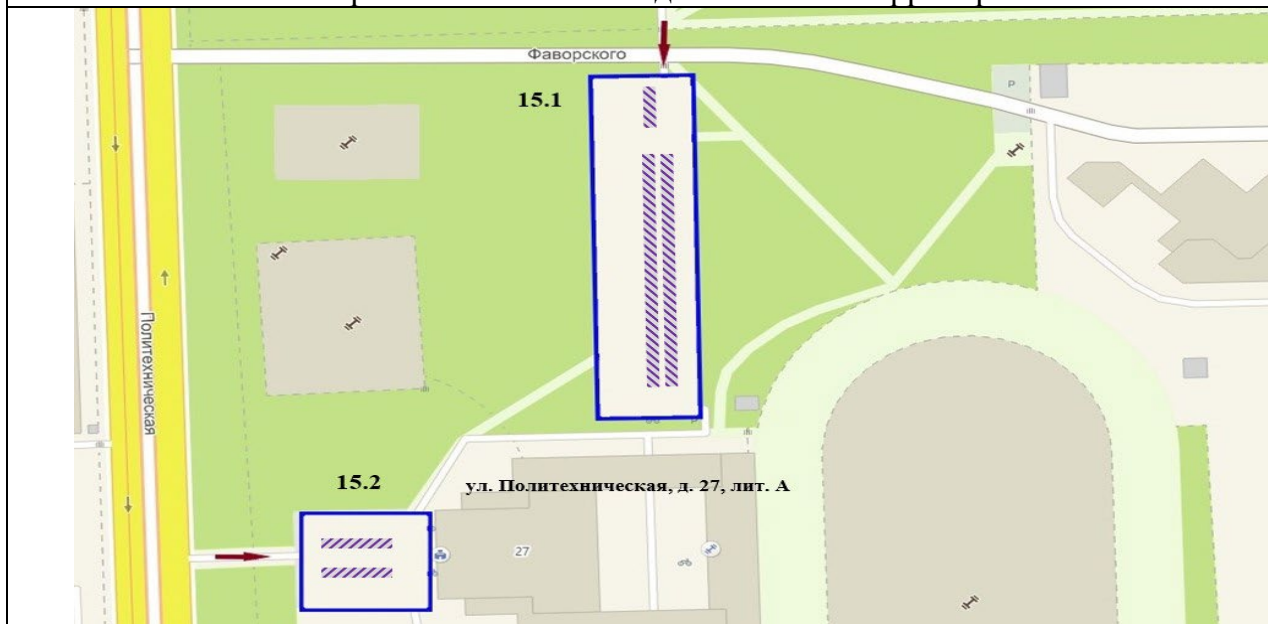 Фаворского
15.1
P
Политехническая
P
15.2
ул. Политехническая, д. 27, лит. А
27